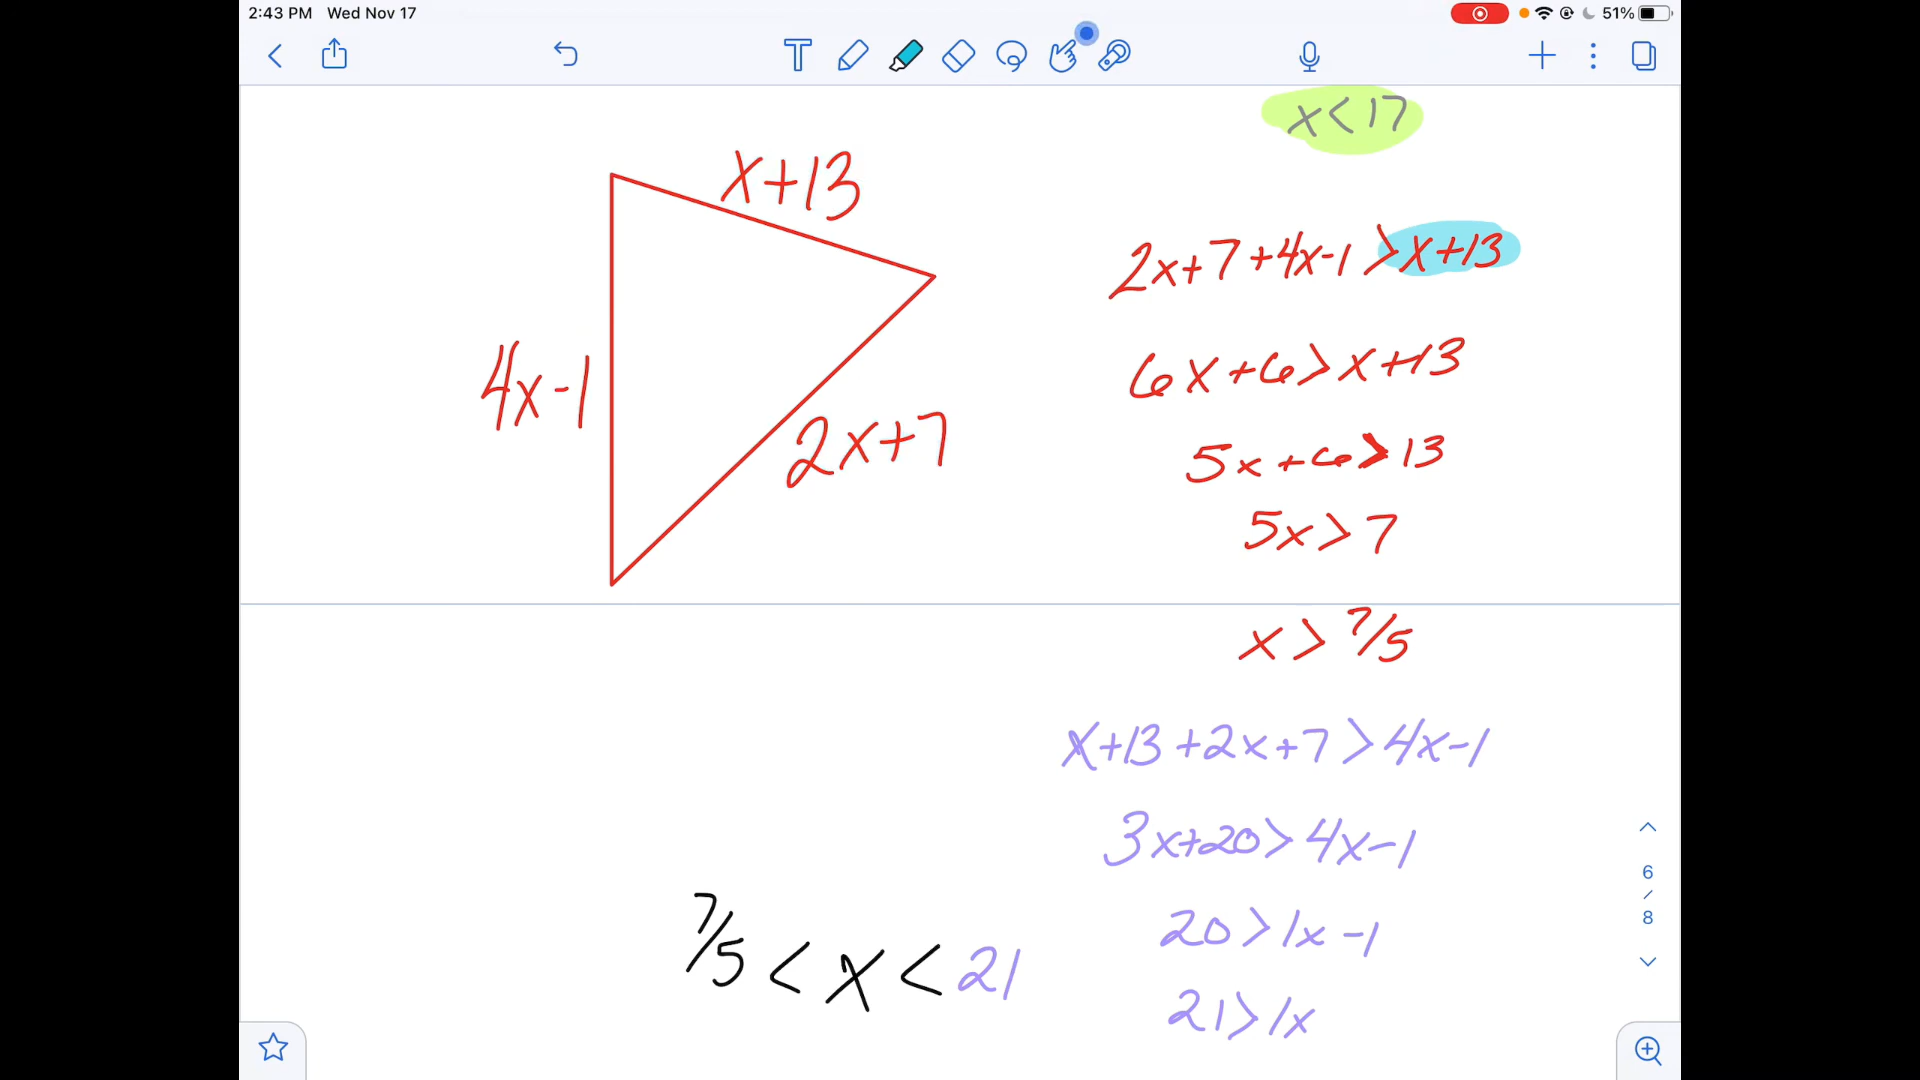 2:43 PM Wed Nov 17
51%
T
x<17
x+13
2x+7+4x-1>x+13
4x-1
6x+6>x+13
2x+7
5x+6>13
5x>7
x>7/5
x+13+2x+7>4x-1
3x+20>4x-1
6
/
8
20>1x-1
7/5<x<21
21>1x